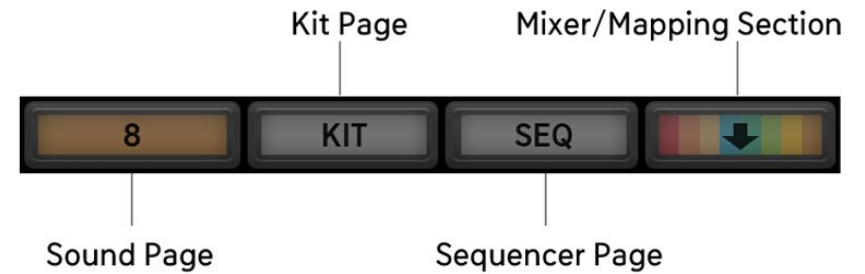 Kit Page
Mixer/Mapping Section
8
KIT
SEQ
Sound Page
Sequencer Page